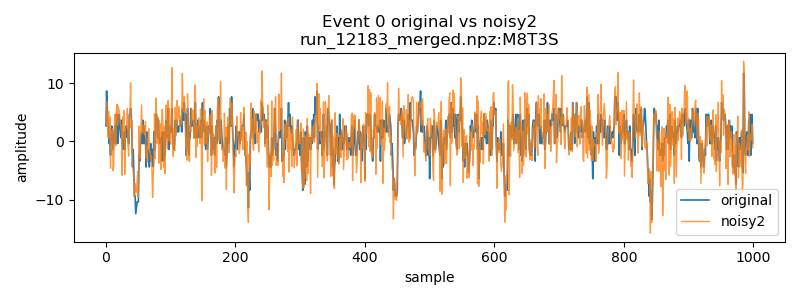 Event 0 original vs noisy2
run_12183_merged.npz:M8T3S
amplitude
10
0
−10
0
200
400
600
800
1000
sample
original
noisy2